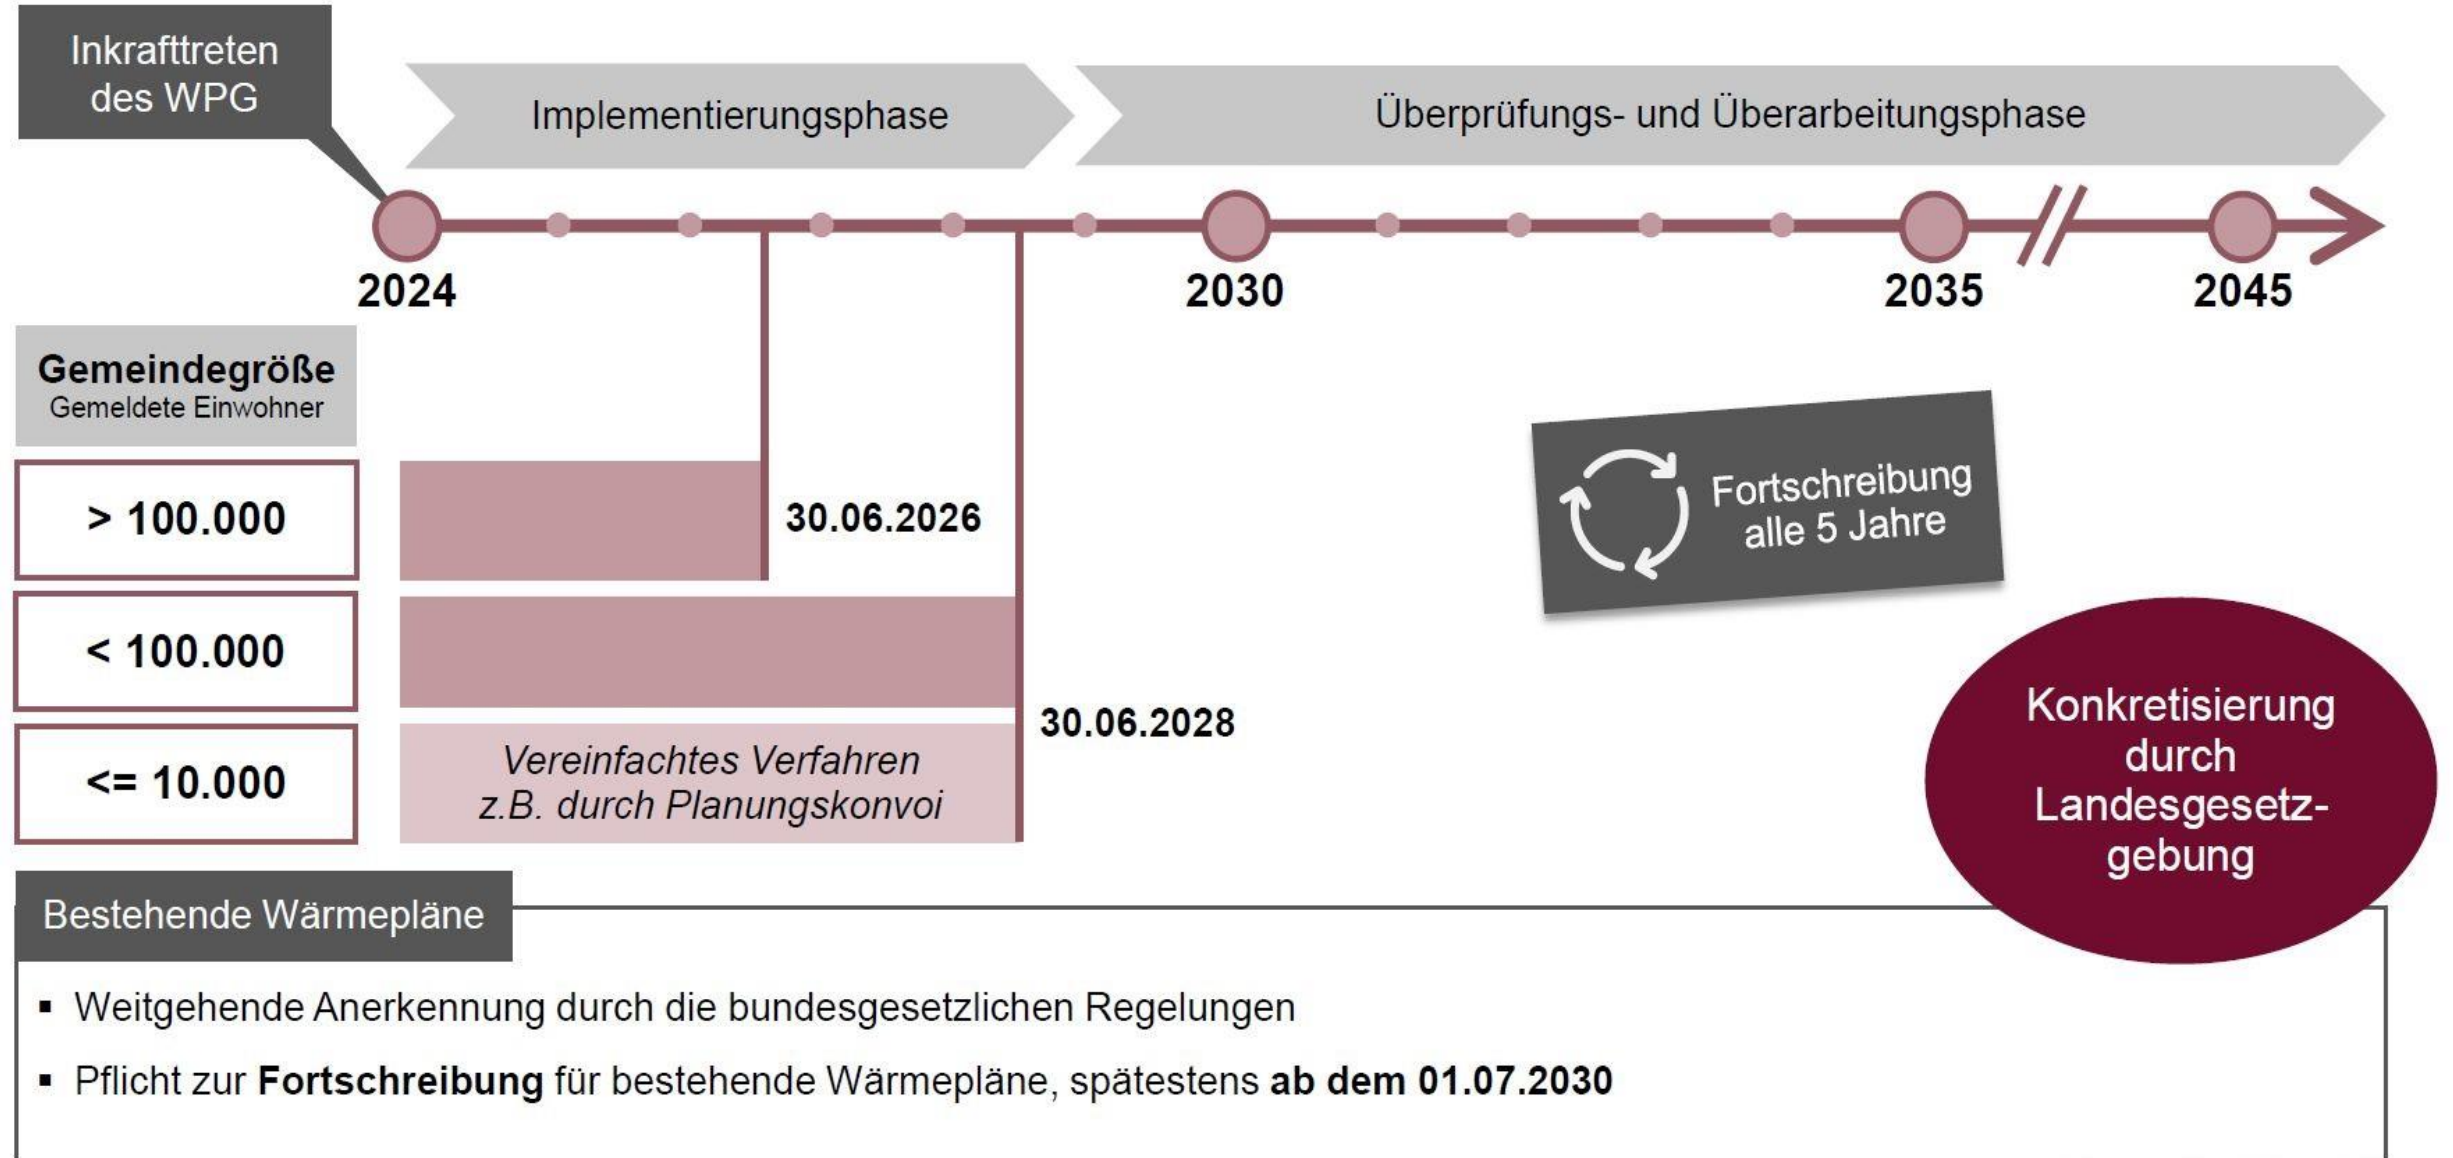 Inkrafttreten
des WPG
Implementierungsphase
Überprüfungs- und Überarbeitungsphase
2024
2030
2035
2045
Gemeindegröße
Gemeldete Einwohner
> 100.000
30.06.2026
< 100.000
<= 10.000
Vereinfachtes Verfahren
z.B. durch Planungskonvoi
30.06.2028
Fortschreibung
alle 5 Jahre
Konkretisierung
durch
Landesgesetz-
gebung
Bestehende Wärmepläne
▪ Weitgehende Anerkennung durch die bundesgesetzlichen Regelungen
▪ Pflicht zur Fortschreibung für bestehende Wärmepläne, spätestens ab dem 01.07.2030